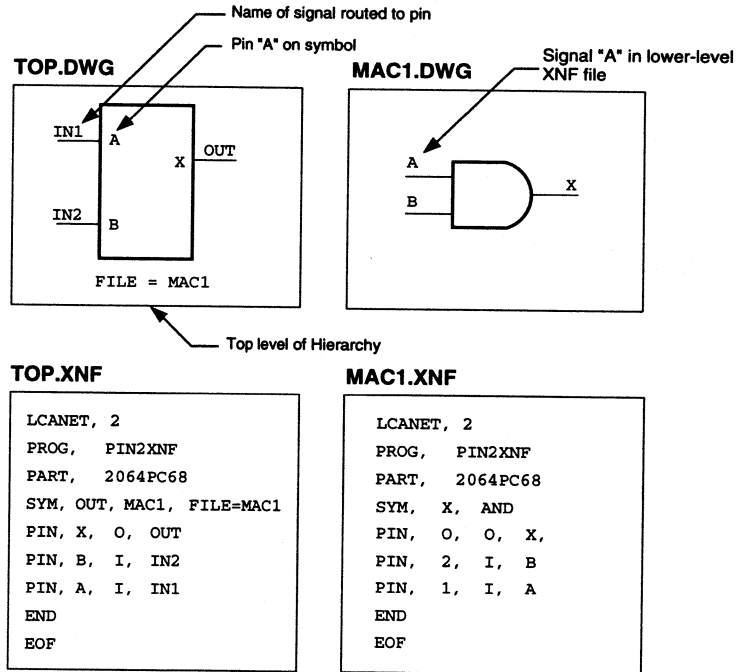 Name of signal routed to pin
Pin "A" on symbol
TOP.DWG
IN1
A
X
OUT
IN2
B
FILE = MAC1
Top level of Hierarchy
MAC1.DWG
Signal "A" in lower-level
XNF file
A
B
X
TOP.XNF
LCANET, 2
PROG, PIN2XNF
PART, 2064PC68
SYM, OUT, MAC1, FILE=MAC1
PIN, X, O, OUT
PIN, B, I, IN2
PIN, A, I, IN1
END
EOF
MAC1.XNF
LCANET, 2
PROG, PIN2XNF
PART, 2064PC68
SYM, X, AND
PIN, O, O, X,
PIN, 2, I, B
PIN, 1, I, A
END
EOF